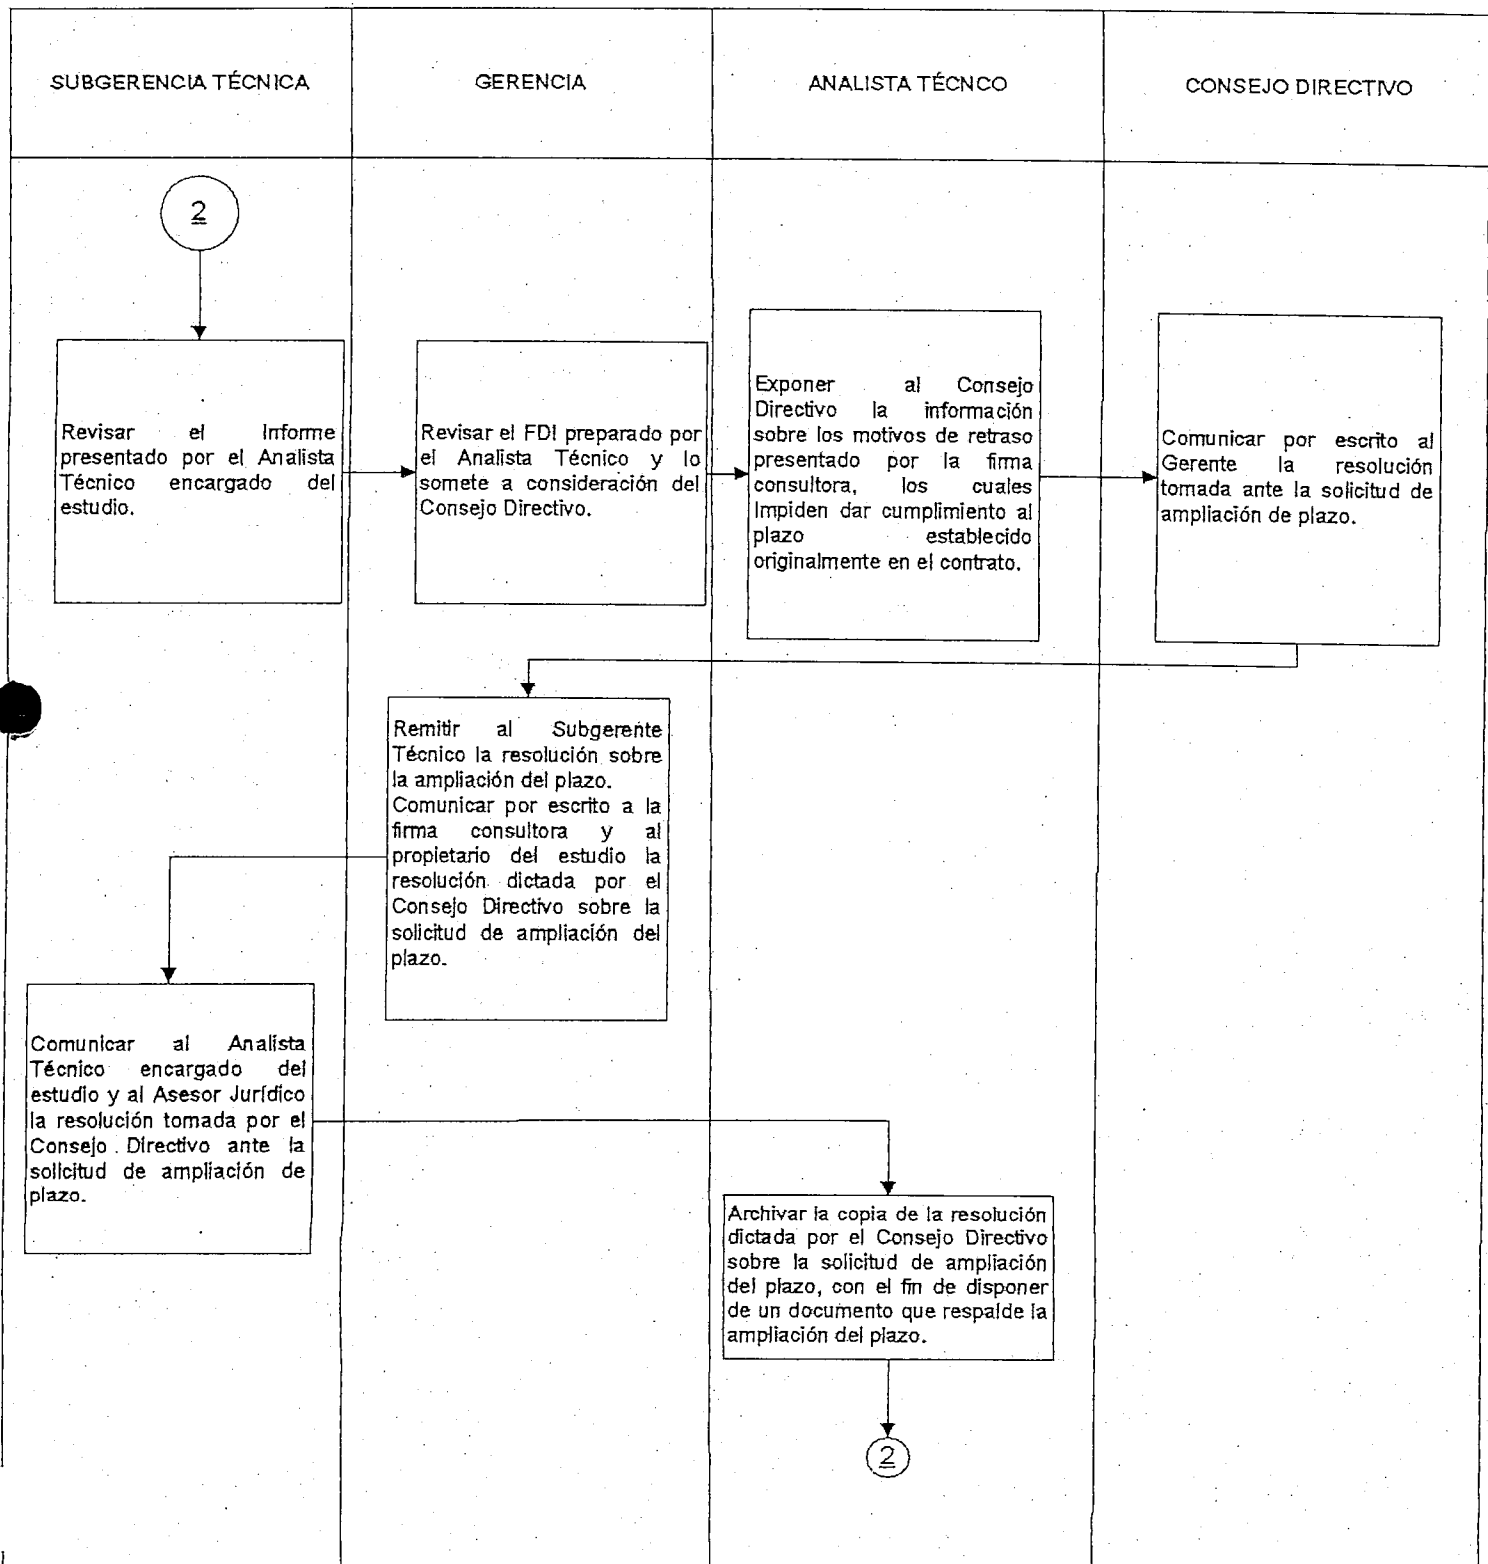 SUBGERENCIA TÉCNICA
GERENCIA
ANALISTA TÉCNCO
CONSEJO DIRECTIVO
2
Revisar el Informe
presentado por el Analista
Técnico encargado del
estudio.
Revisar el FDI preparado por
el Analista Técnico y lo
somete a consideración del
Consejo Directivo.
Exponer al Consejo
Directivo la información
sobre los motivos de retraso
presentado por la firma
consultora, los cuales
Impiden dar cumplimiento al
plazo establecido
originalmente en el contrato.
Comunicar por escrito al
Gerente la resolución
tomada ante la solicitud de
ampliación de plazo.
Remitir al Subgerente
Técnico la resolución sobre
la ampliación del plazo.
Comunicar por escrito a la
firma consultora y al
propietario del estudio la
resolución dictada por el
Consejo Directivo sobre la
solicitud de ampliación del
plazo.
Comunicar al Analista
Técnico encargado del
estudio y al Asesor Jurídico
la resolución tomada por el
Consejo Directivo ante la
solicitud de ampliación de
plazo.
Archivar la copia de la resolución
dictada por el Consejo Directivo
sobre la solicitud de ampliación
del plazo, con el fin de disponer
de un documento que respalde la
ampliación del plazo.
2